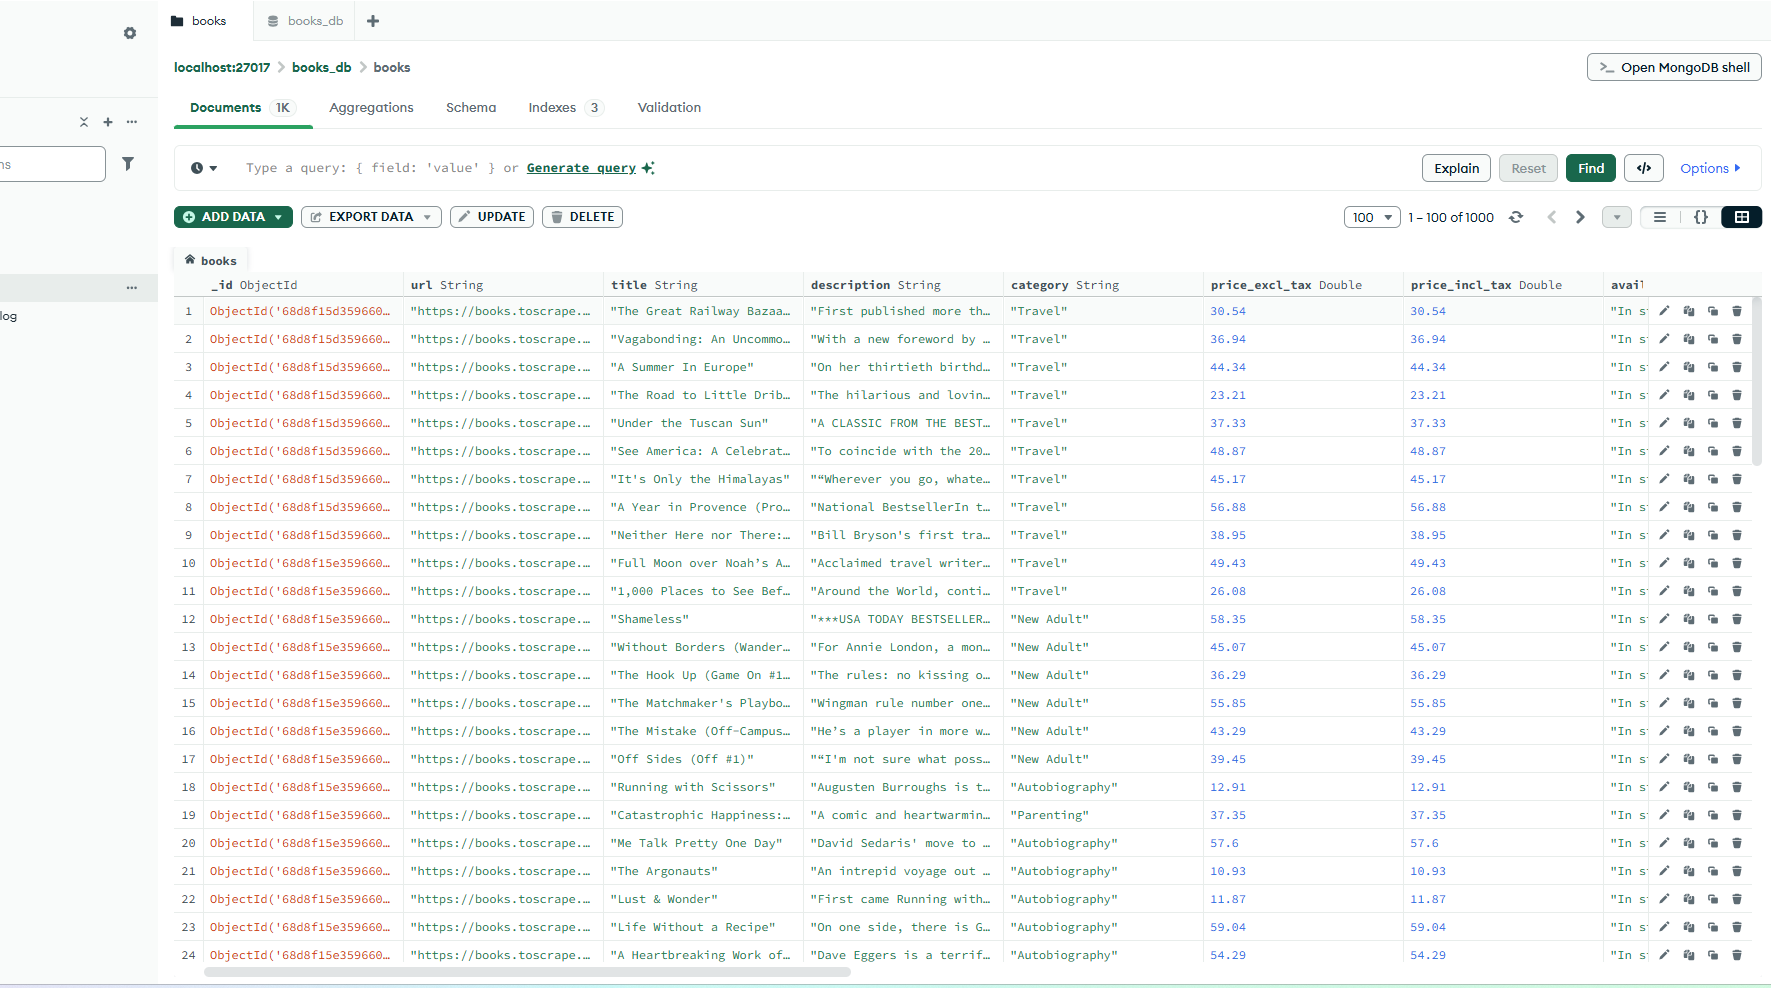 books
books_db
localhost:27017 > books_db > books
>_ Open MongoDB shell
Documents 1K
Aggregations
Schema
Indexes 3
Validation
ns
Type a query: { field: 'value' } or Generate query
Explain
Reset
Find
</>
Options
ADD DATA
EXPORT DATA
UPDATE
DELETE
100
1 – 100 of 1000
{}
log
books
_id ObjectId url String title String description String category String price_excl_tax Double price_incl_tax Double avail
1 ObjectId('68d8f15d359660… "https://books.toscrape.… "The Great Railway Bazaa… "First published more th… "Travel" 30.54 30.54 "In s
2 ObjectId('68d8f15d359660… "https://books.toscrape.… "Vagabonding: An Uncommo… "With a new foreword by … "Travel" 36.94 36.94 "In s
3 ObjectId('68d8f15d359660… "https://books.toscrape.… "A Summer In Europe" "On her thirtieth birthd… "Travel" 44.34 44.34 "In s
4 ObjectId('68d8f15d359660… "https://books.toscrape.… "The Road to Little Drib… "The hilarious and lovin… "Travel" 23.21 23.21 "In s
5 ObjectId('68d8f15d359660… "https://books.toscrape.… "Under the Tuscan Sun" "A CLASSIC FROM THE BEST… "Travel" 37.33 37.33 "In s
6 ObjectId('68d8f15d359660… "https://books.toscrape.… "See America: A Celebrat… "To coincide with the 20… "Travel" 48.87 48.87 "In s
7 ObjectId('68d8f15d359660… "https://books.toscrape.… "It's Only the Himalayas" "“Wherever you go, whate… "Travel" 45.17 45.17 "In s
8 ObjectId('68d8f15d359660… "https://books.toscrape.… "A Year in Provence (Pro… "National BestsellerIn t… "Travel" 56.88 56.88 "In s
9 ObjectId('68d8f15d359660… "https://books.toscrape.… "Neither Here nor There:… "Bill Bryson's first tra… "Travel" 38.95 38.95 "In s
10 ObjectId('68d8f15e359660… "https://books.toscrape.… "Full Moon over Noah’s A… "Acclaimed travel writer… "Travel" 49.43 49.43 "In s
11 ObjectId('68d8f15e359660… "https://books.toscrape.… "1,000 Places to See Bef… "Around the World, conti… "Travel" 26.08 26.08 "In s
12 ObjectId('68d8f15e359660… "https://books.toscrape.… "Shameless" "***USA TODAY BESTSELLER… "New Adult" 58.35 58.35 "In s
13 ObjectId('68d8f15e359660… "https://books.toscrape.… "Without Borders (Wander… "For Annie London, a mon… "New Adult" 45.07 45.07 "In s
14 ObjectId('68d8f15e359660… "https://books.toscrape.… "The Hook Up (Game On #1… "The rules: no kissing o… "New Adult" 36.29 36.29 "In s
15 ObjectId('68d8f15e359660… "https://books.toscrape.… "The Matchmaker's Playbo… "Wingman rule number one… "New Adult" 55.85 55.85 "In s
16 ObjectId('68d8f15e359660… "https://books.toscrape.… "The Mistake (Off-Campus… "He’s a player in more w… "New Adult" 43.29 43.29 "In s
17 ObjectId('68d8f15e359660… "https://books.toscrape.… "Off Sides (Off #1)" "“I'm not sure what poss… "New Adult" 39.45 39.45 "In s
18 ObjectId('68d8f15e359660… "https://books.toscrape.… "Running with Scissors" "Augusten Burroughs is t… "Autobiography" 12.91 12.91 "In s
19 ObjectId('68d8f15e359660… "https://books.toscrape.… "Catastrophic Happiness:… "A comic and heartwarmin… "Parenting" 37.35 37.35 "In s
20 ObjectId('68d8f15e359660… "https://books.toscrape.… "Me Talk Pretty One Day" "David Sedaris' move to … "Autobiography" 57.6 57.6 "In s
21 ObjectId('68d8f15e359660… "https://books.toscrape.… "The Argonauts" "An intrepid voyage out … "Autobiography" 10.93 10.93 "In s
22 ObjectId('68d8f15e359660… "https://books.toscrape.… "Lust & Wonder" "First came Running with… "Autobiography" 11.87 11.87 "In s
23 ObjectId('68d8f15e359660… "https://books.toscrape.… "Life Without a Recipe" "On one side, there is G… "Autobiography" 59.04 59.04 "In s
24 ObjectId('68d8f15e359660… "https://books.toscrape.… "A Heartbreaking Work of… "Dave Eggers is a terrif… "Autobiography" 54.29 54.29 "In s